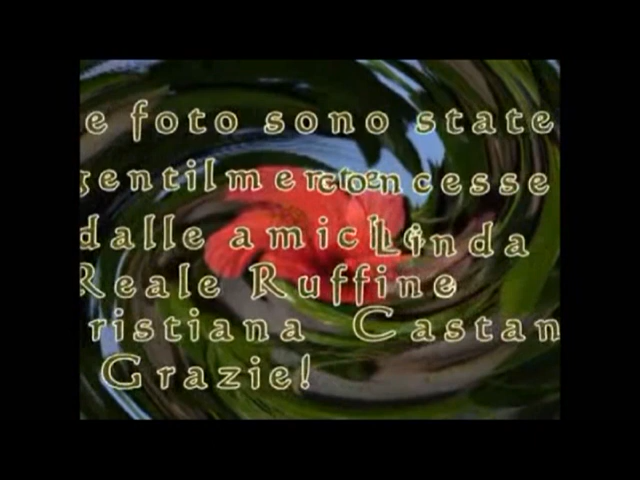 e foto sono state
gentilmente concesse
dalle amiche Linda
Reale Ruffine
ristiana Castan
Grazie!